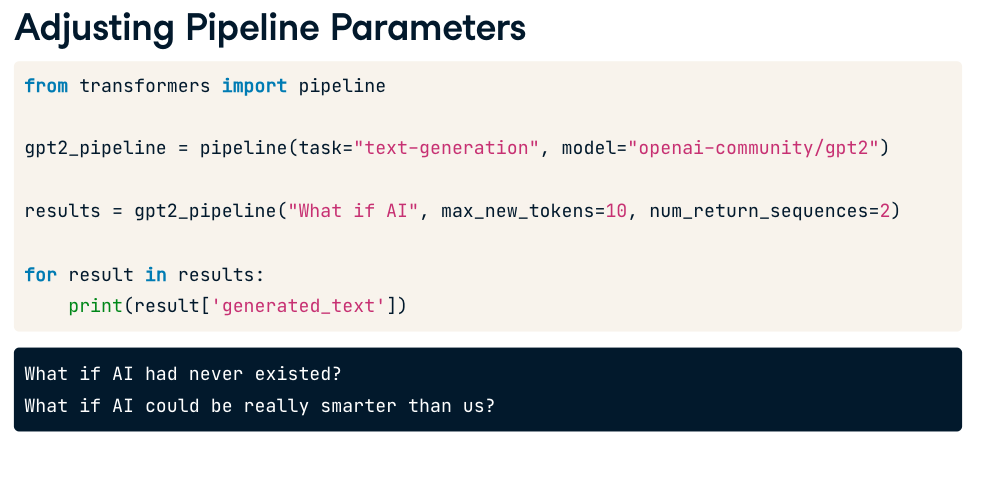 Adjusting Pipeline Parameters
from transformers import pipeline
gpt2_pipeline = pipeline(task="text-generation", model="openai-community/gpt2")
results = gpt2_pipeline("What if AI", max_new_tokens=10, num_return_sequences=2)
for result in results:
    print(result['generated_text'])
What if AI had never existed?
What if AI could be really smarter than us?